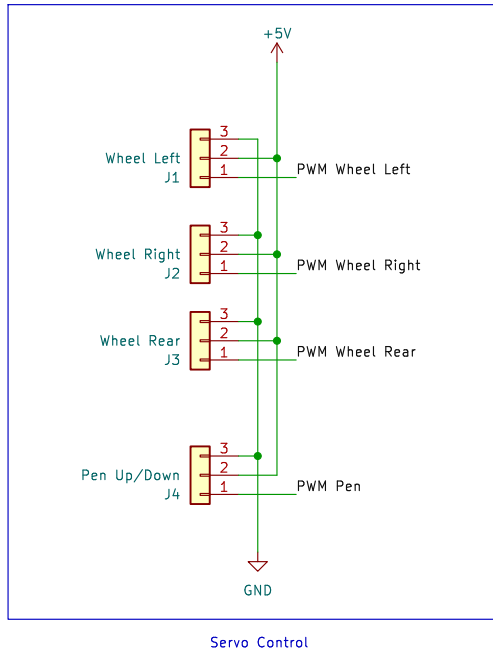 +5V
3
Wheel Left 2
J1 1 PWM Wheel Left
3
Wheel Right 2
J2 1 PWM Wheel Right
3
Wheel Rear 2
J3 1 PWM Wheel Rear
3
Pen Up/Down 2
J4 1 PWM Pen
GND
Servo Control